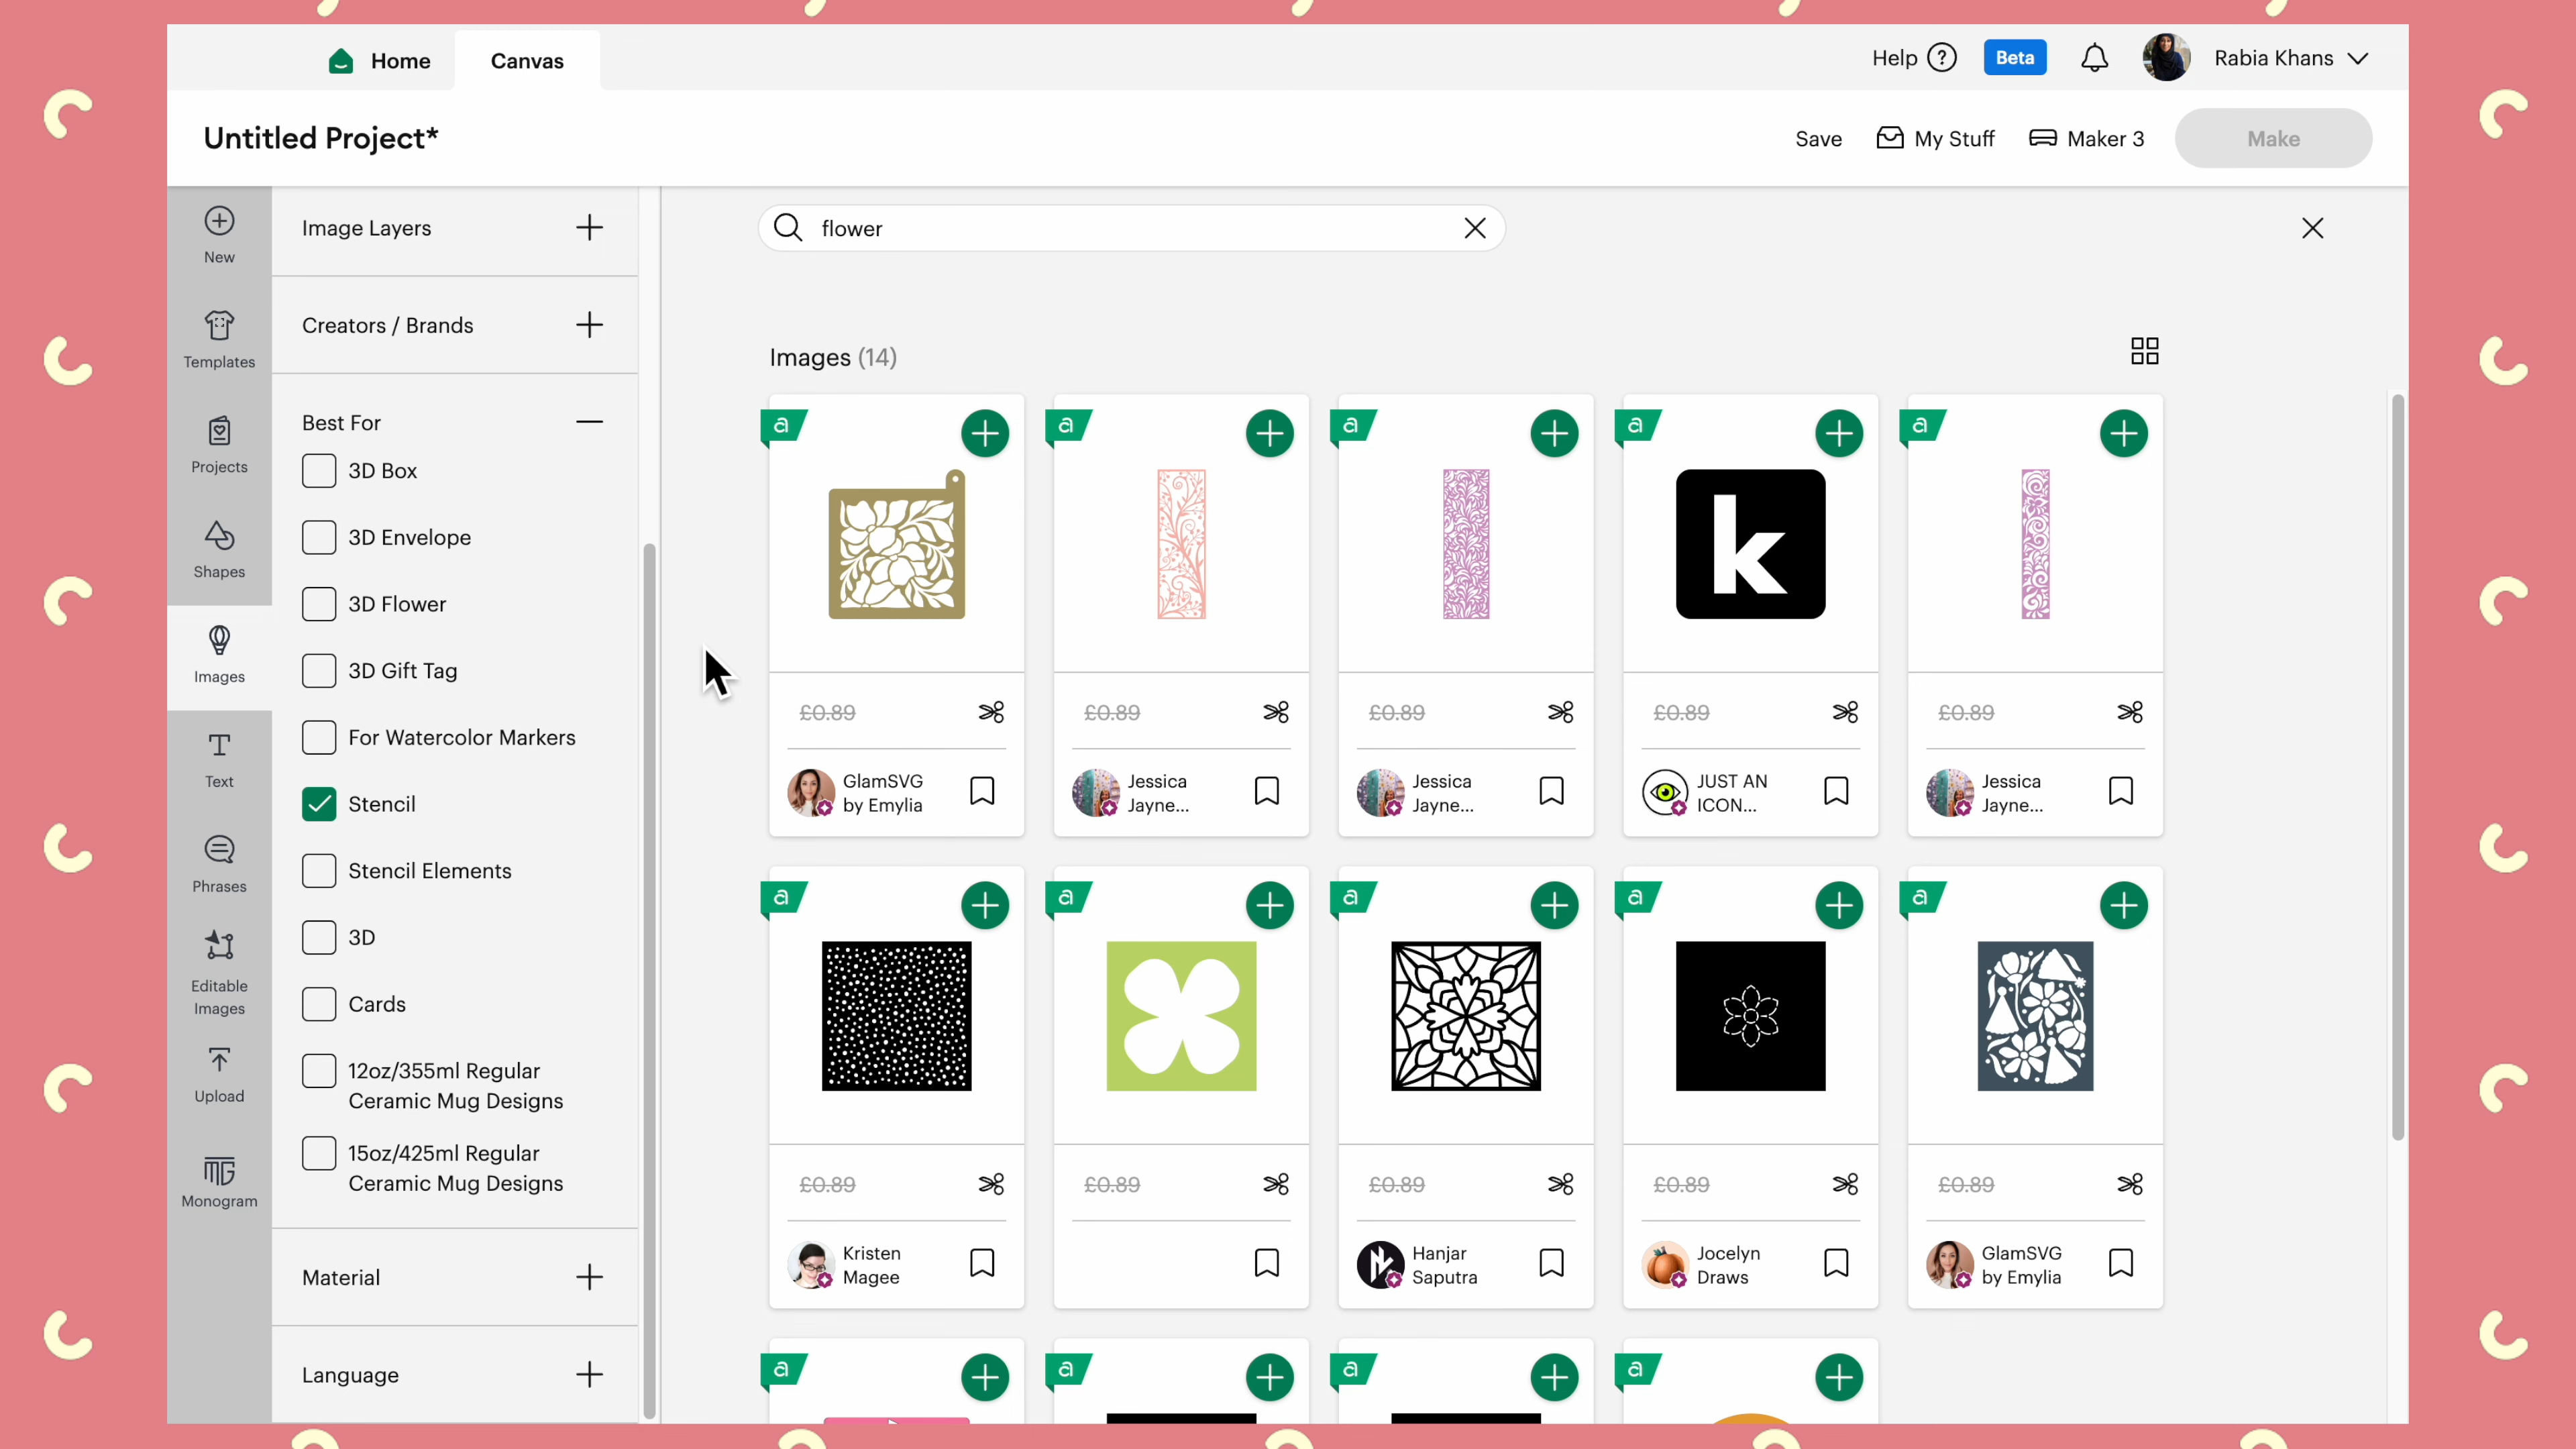 Home
Canvas
Help
?
Beta
Rabia Khans
Untitled Project*
Save
My Stuff
Maker 3
Make
New
Templates
Projects
Shapes
Images
Text
Phrases
Editable
Images
Upload
MG
Monogram
Image Layers
Creators / Brands
Best For
3D Box
3D Envelope
3D Flower
3D Gift Tag
For Watercolor Markers
Stencil
Stencil Elements
3D
Cards
12oz/355ml Regular
Ceramic Mug Designs
15oz/425ml Regular
Ceramic Mug Designs
Material
Language
flower
Images (14)
a a a a a
k
£0.89 £0.89 £0.89 £0.89 £0.89
GlamSVG
by Emylia
Jessica
Jayne...
Jessica
Jayne...
JUST AN
ICON...
Jessica
Jayne...
a a a a a
£0.89 £0.89 £0.89 £0.89 £0.89
Kristen
Magee
Hanjar
Saputra
Jocelyn
Draws
GlamSVG
by Emylia
a a a a